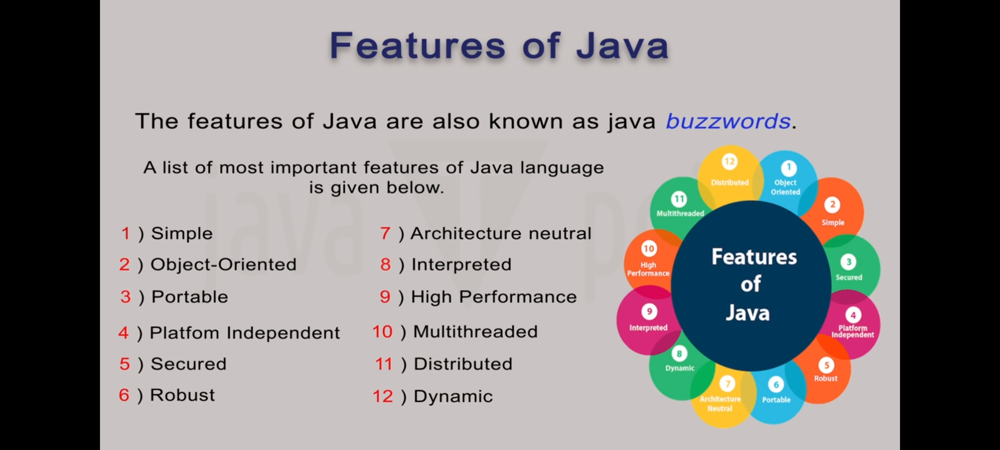 Features of Java
The features of Java are also known as java buzzwords.
A list of most important features of Java language
is given below.
1 ) Simple
2 ) Object-Oriented
3 ) Portable
4 ) Platfom Independent
5 ) Secured
6 ) Robust
7 ) Architecture neutral
8 ) Interpreted
9 ) High Performance
10 ) Multithreaded
11 ) Distributed
12 ) Dynamic
Features
of
Java
1
Object
Oriented
2
Simple
3
Secured
4
Platform
Independent
5
Robust
6
Portable
7
Architecture
Neutral
8
Dynamic
9
Interpreted
10
High
Performance
11
Multithreaded
12
Distributed
java